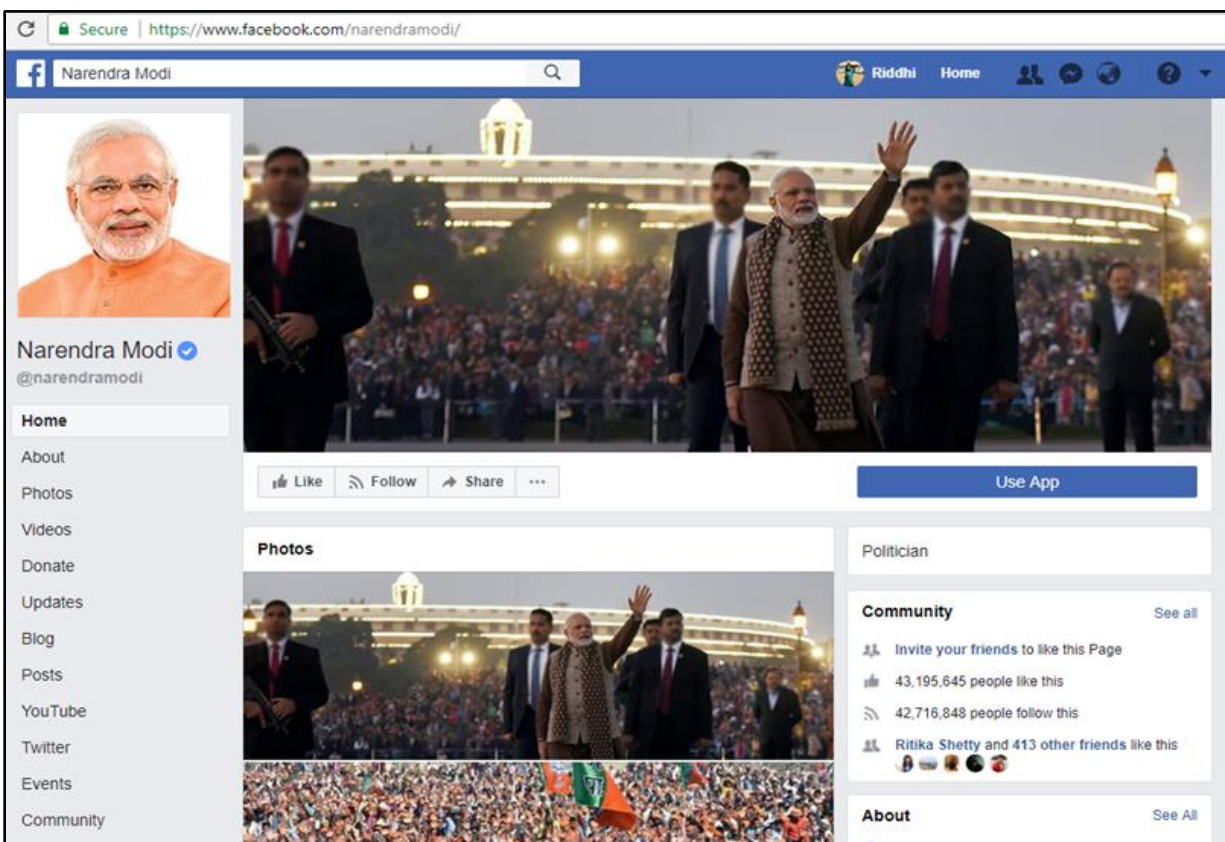 Secure | https://www.facebook.com/narendramodi/
f Narendra Modi Riddhi Home
Narendra Modi
@narendramodi
Home
About
Photos
Videos
Donate
Updates
Blog
Posts
YouTube
Twitter
Events
Community
Like Follow Share ...
Use App
Photos
Politician
Community See all
Invite your friends to like this Page
43,195,645 people like this
42,716,848 people follow this
Ritika Shetty and 413 other friends like this
About See All